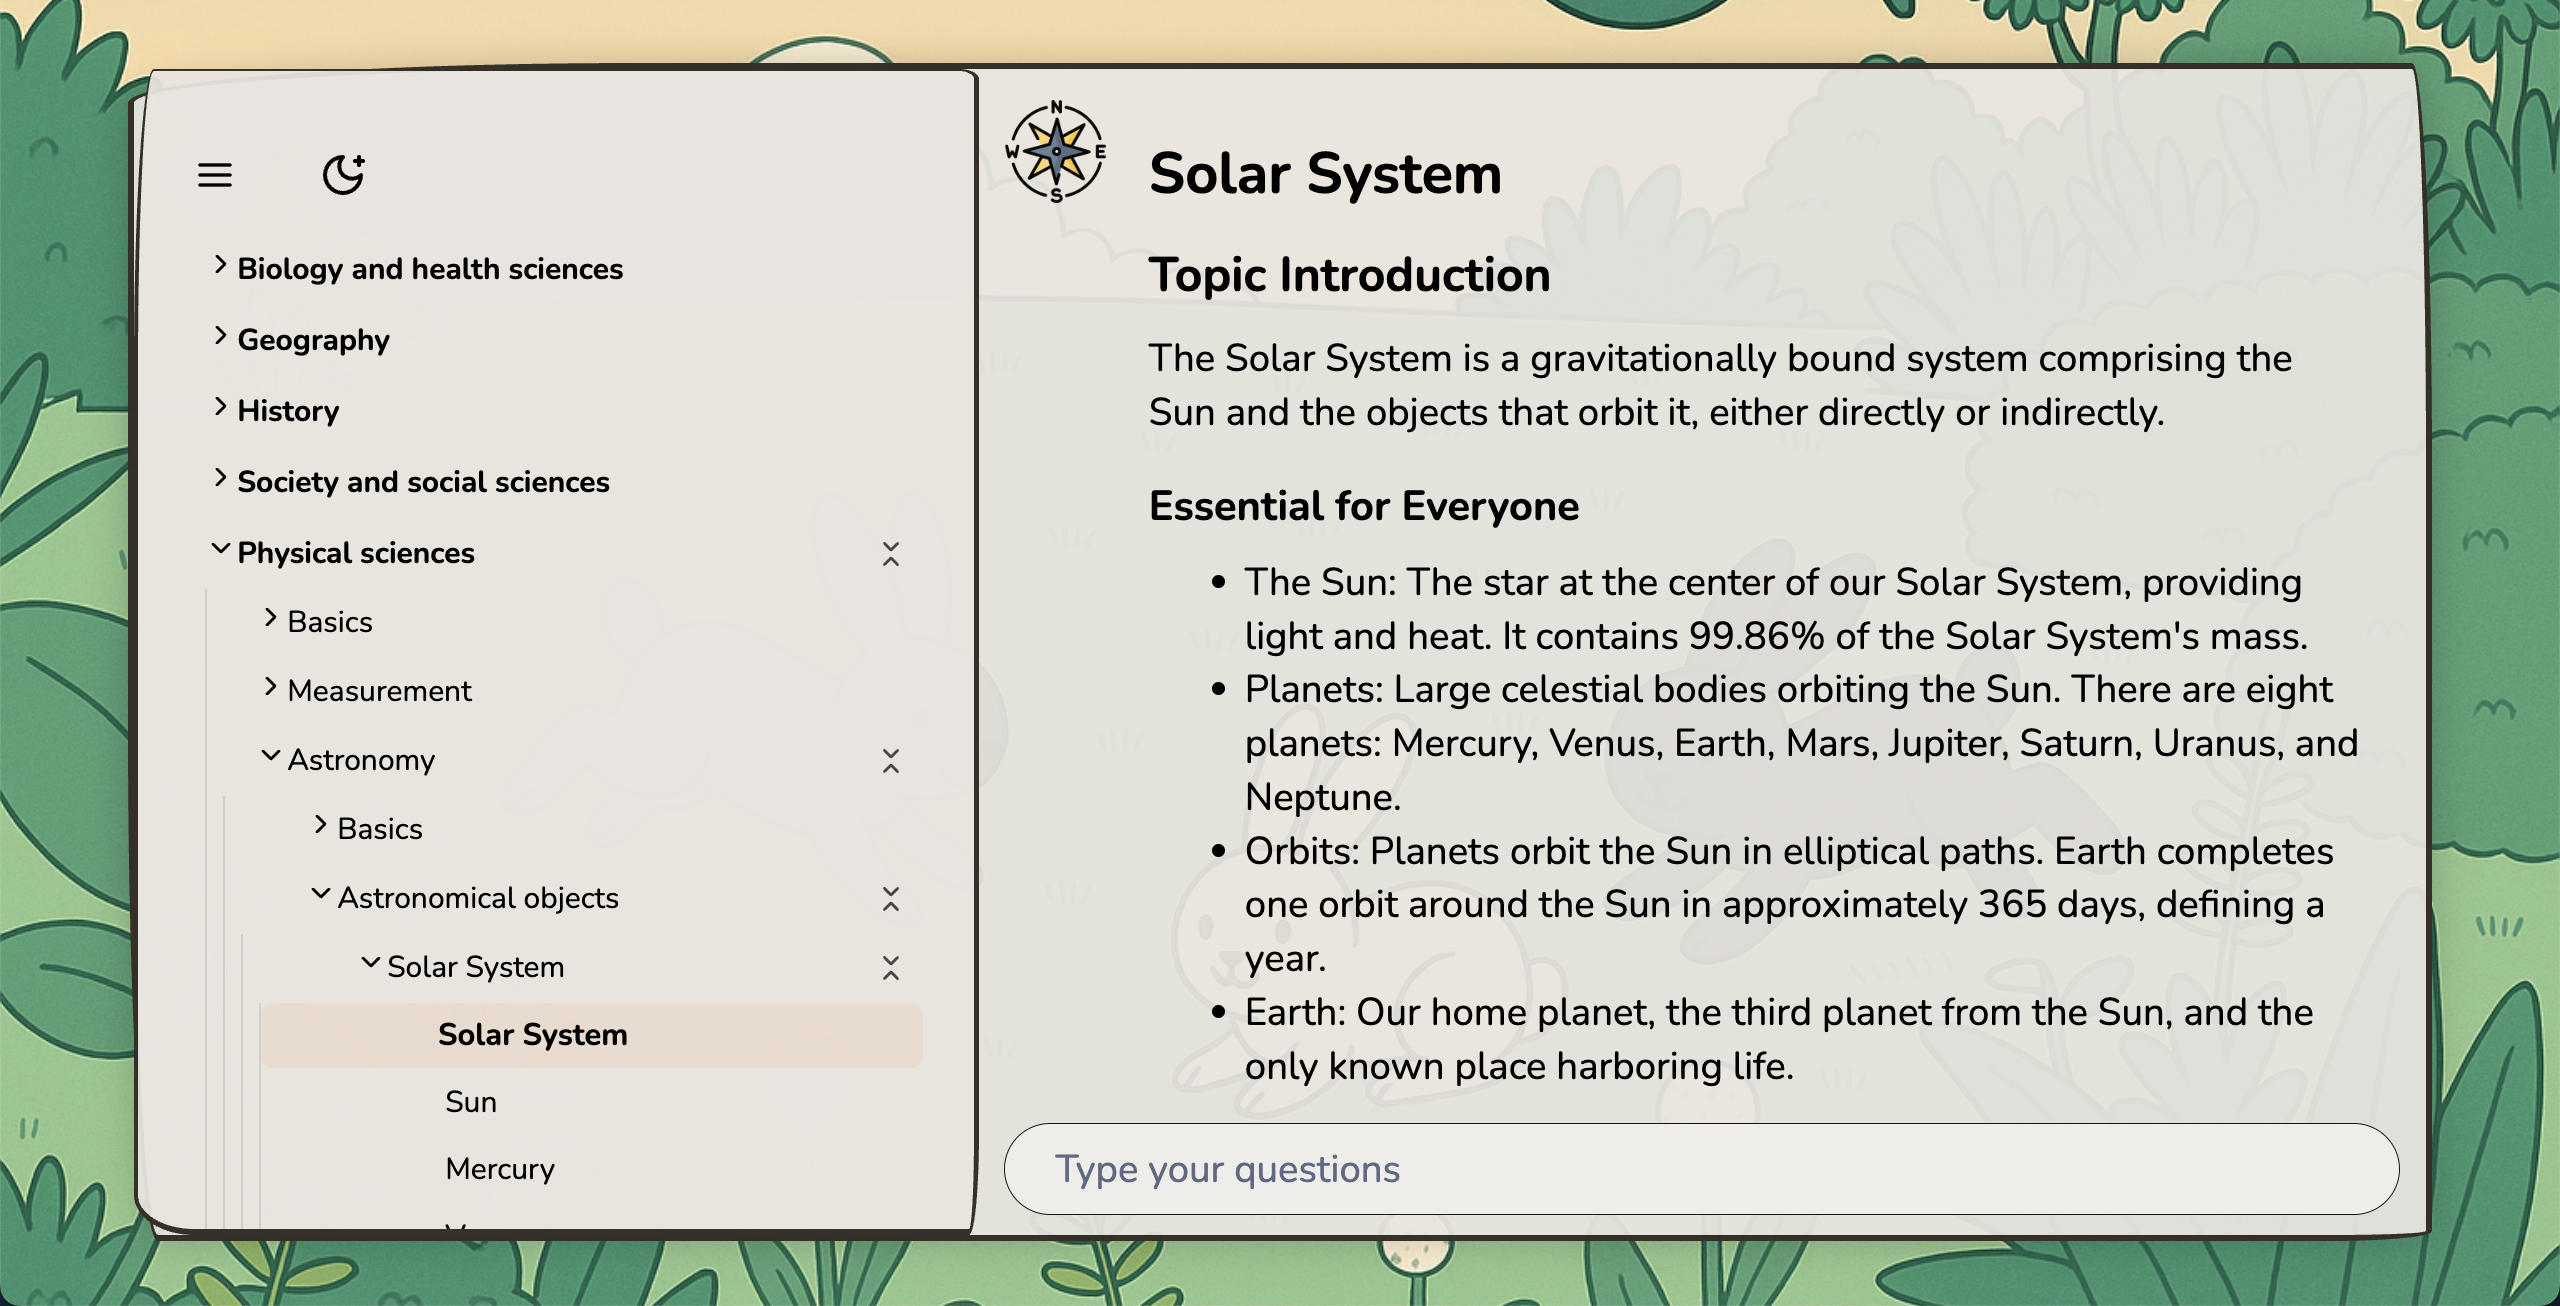 Biology and health sciences
Geography
History
Society and social sciences
Physical sciences
Basics
Measurement
Astronomy
Basics
Astronomical objects
Solar System
Solar System
Sun
Mercury
N
W E
S
Solar System
Topic Introduction
The Solar System is a gravitationally bound system comprising the
Sun and the objects that orbit it, either directly or indirectly.
Essential for Everyone
• The Sun: The star at the center of our Solar System, providing
light and heat. It contains 99.86% of the Solar System's mass.
• Planets: Large celestial bodies orbiting the Sun. There are eight
planets: Mercury, Venus, Earth, Mars, Jupiter, Saturn, Uranus, and
Neptune.
• Orbits: Planets orbit the Sun in elliptical paths. Earth completes
one orbit around the Sun in approximately 365 days, defining a
year.
• Earth: Our home planet, the third planet from the Sun, and the
only known place harboring life.
Type your questions